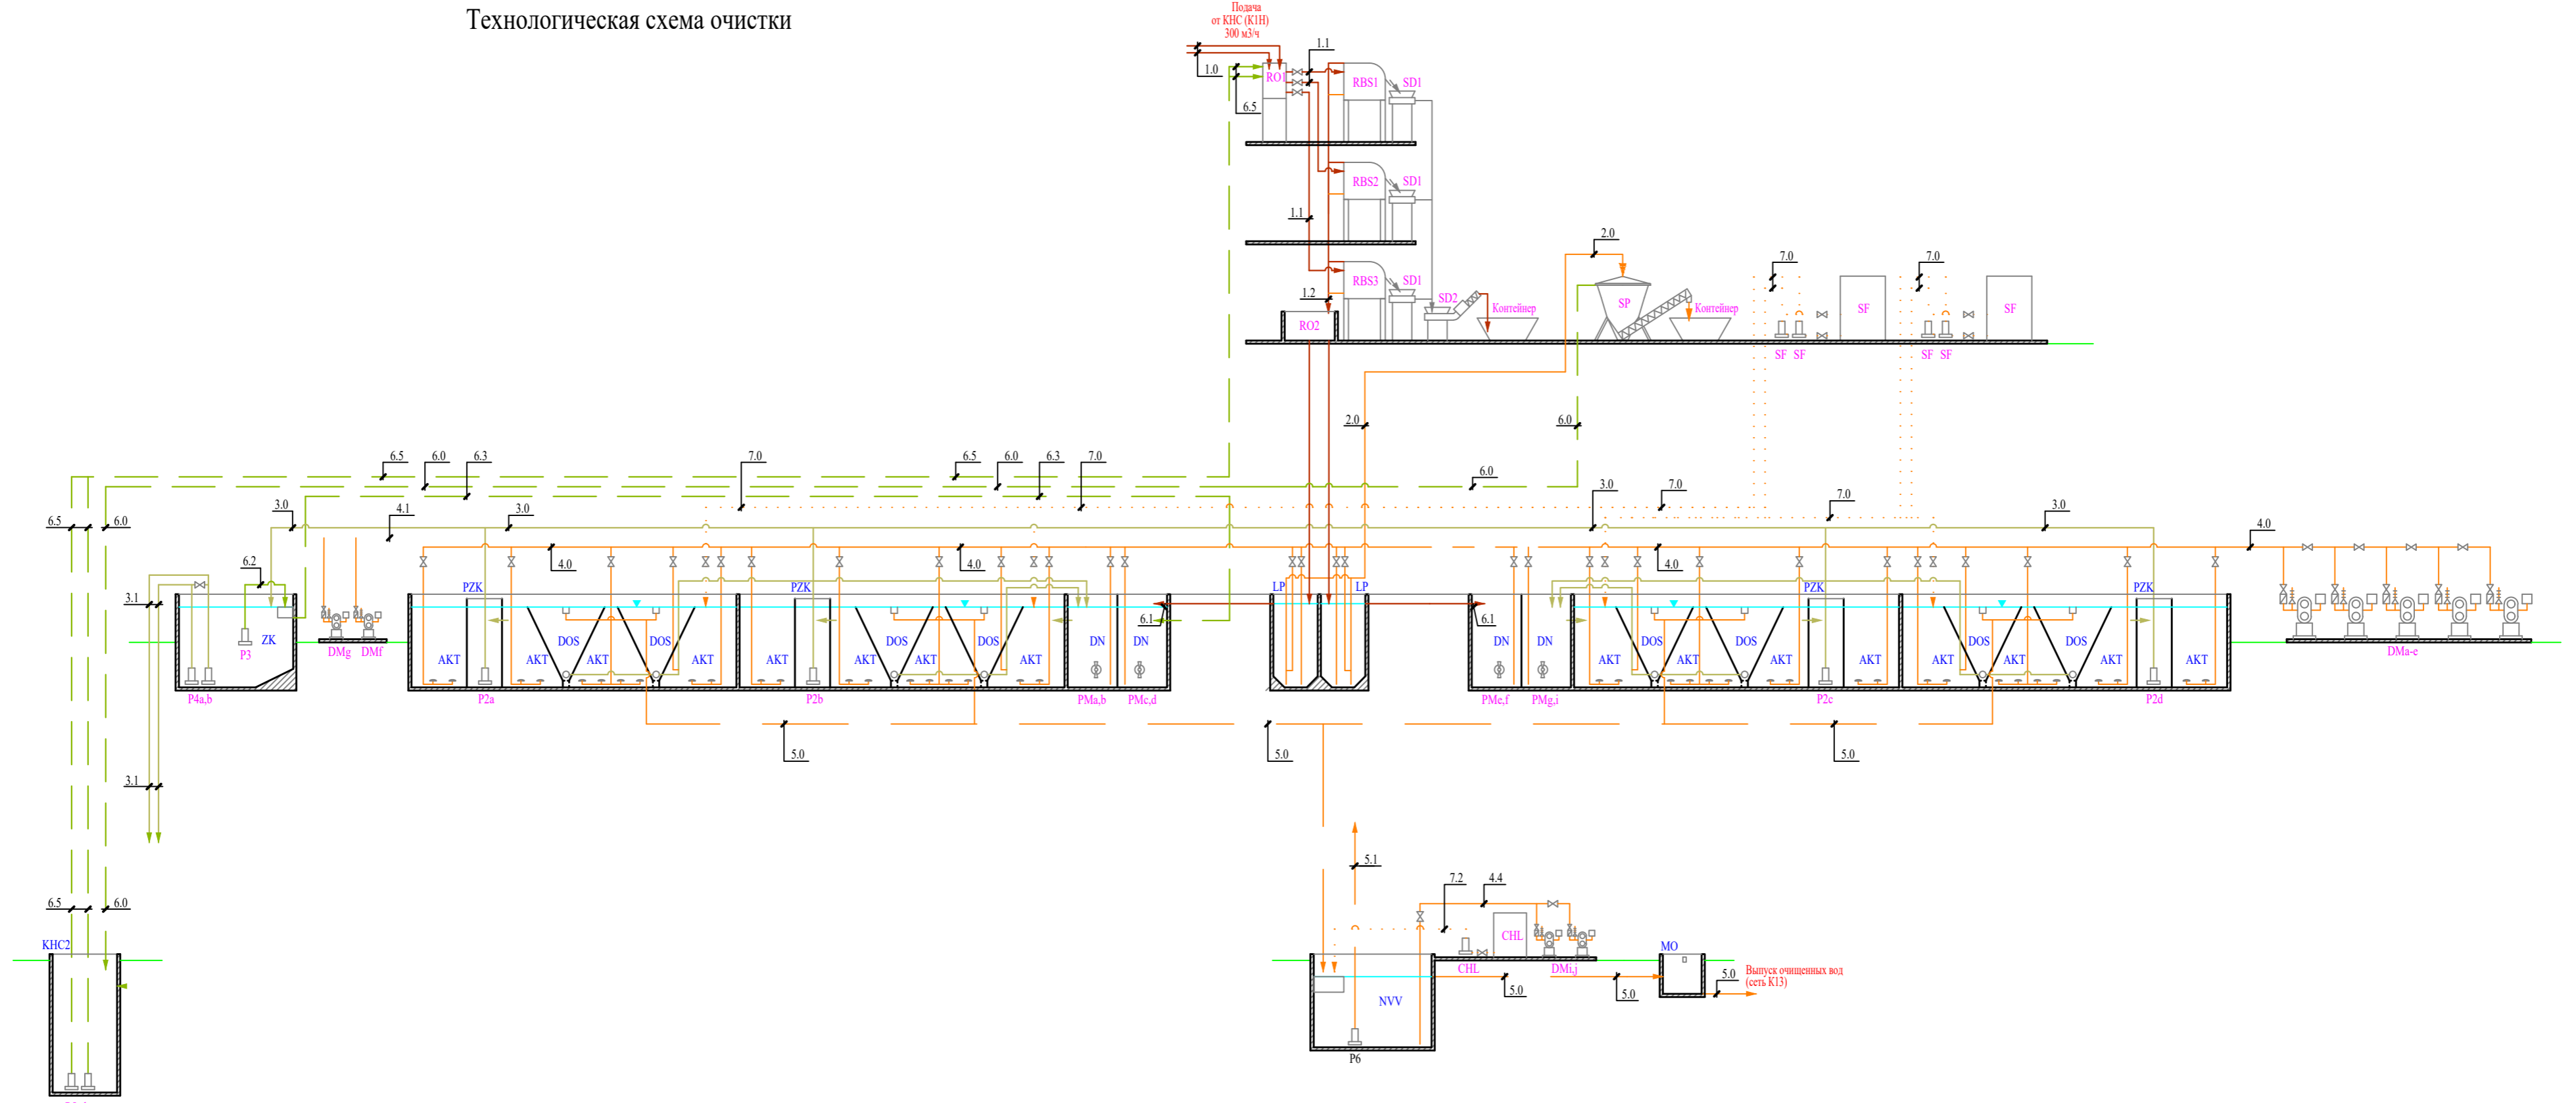 Технологическая схема очистки
Подача
от КНС (К1Н)
300 м3/ч
1.0
1.1
6.5
RO1
RBS1
SD1
RBS2
SD1
1.1
RBS3
SD1
1.2
RO2
SD2
Контейнер
2.0
SP
Контейнер
7.0
SF
SF SF
7.0
SF
SF SF
2.0
6.0
6.5
6.0
6.3
7.0
6.5
6.0
6.3
7.0
6.0
3.0
7.0
7.0
3.0
6.5
6.0
3.0
4.1
3.0
4.0
4.0
4.0
4.0
6.2
3.1
P3
ZK
P4a,b
DMg
DMf
PZK
AKT
AKT
DOS
AKT
DOS
AKT
P2a
PZK
AKT
AKT
DOS
AKT
DOS
AKT
P2b
DN
DN
6.1
PMa,b
PMc,d
LP
LP
6.1
DN
DN
PMe,f
PMg,i
AKT
DOS
AKT
DOS
AKT
PZK
AKT
P2c
AKT
DOS
AKT
DOS
AKT
PZK
AKT
P2d
DMa-e
5.0
5.0
5.0
3.1
6.5
6.0
КНС2
5.1
7.2
4.4
CHL
CHL
DMi,j
NVV
P6
5.0
5.0
MO
5.0
Выпуск очищенных вод
(сеть К13)